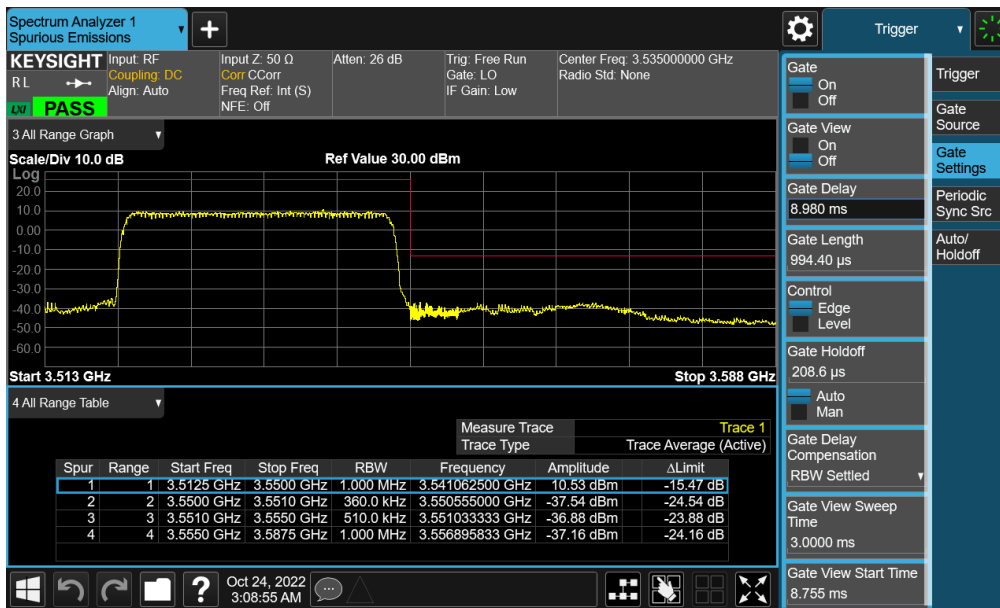 Spectrum Analyzer 1
Spurious Emissions
Trigger
KEYSIGHT
R L
LXI PASS
Input: RF
Coupling: DC
Align: Auto
Input Z: 50 Ω
Corr CCorr
Freq Ref: Int (S)
NFE: Off
Atten: 26 dB
Trig: Free Run
Gate: LO
IF Gain: Low
Center Freq: 3.535000000 GHz
Radio Std: None
3 All Range Graph
Scale/Div 10.0 dB
Ref Value 30.00 dBm
Log
20.0
10.0
0.00
-10.0
-20.0
-30.0
-40.0
-50.0
-60.0
Start 3.513 GHz
Stop 3.588 GHz
4 All Range Table
Measure Trace Trace 1
Trace Type Trace Average (Active)
Spur Range Start Freq Stop Freq RBW Frequency Amplitude ΔLimit
1 1 3.5125 GHz 3.5500 GHz 1.000 MHz 3.541062500 GHz 10.53 dBm -15.47 dB
2 2 3.5500 GHz 3.5510 GHz 360.0 kHz 3.550555000 GHz -37.54 dBm -24.54 dB
3 3 3.5510 GHz 3.5550 GHz 510.0 kHz 3.551033333 GHz -36.88 dBm -23.88 dB
4 4 3.5550 GHz 3.5875 GHz 1.000 MHz 3.556895833 GHz -37.16 dBm -24.16 dB
?
Oct 24, 2022
3:08:55 AM
Gate
On
Off
Gate View
On
Off
Gate Delay
8.980 ms
Gate Length
994.40 µs
Control
Edge
Level
Gate Holdoff
208.6 µs
Auto
Man
Gate Delay
Compensation
RBW Settled
Gate View Sweep
Time
3.0000 ms
Gate View Start Time
8.755 ms
Trigger
Gate
Source
Gate
Settings
Periodic
Sync Src
Auto/
Holdoff